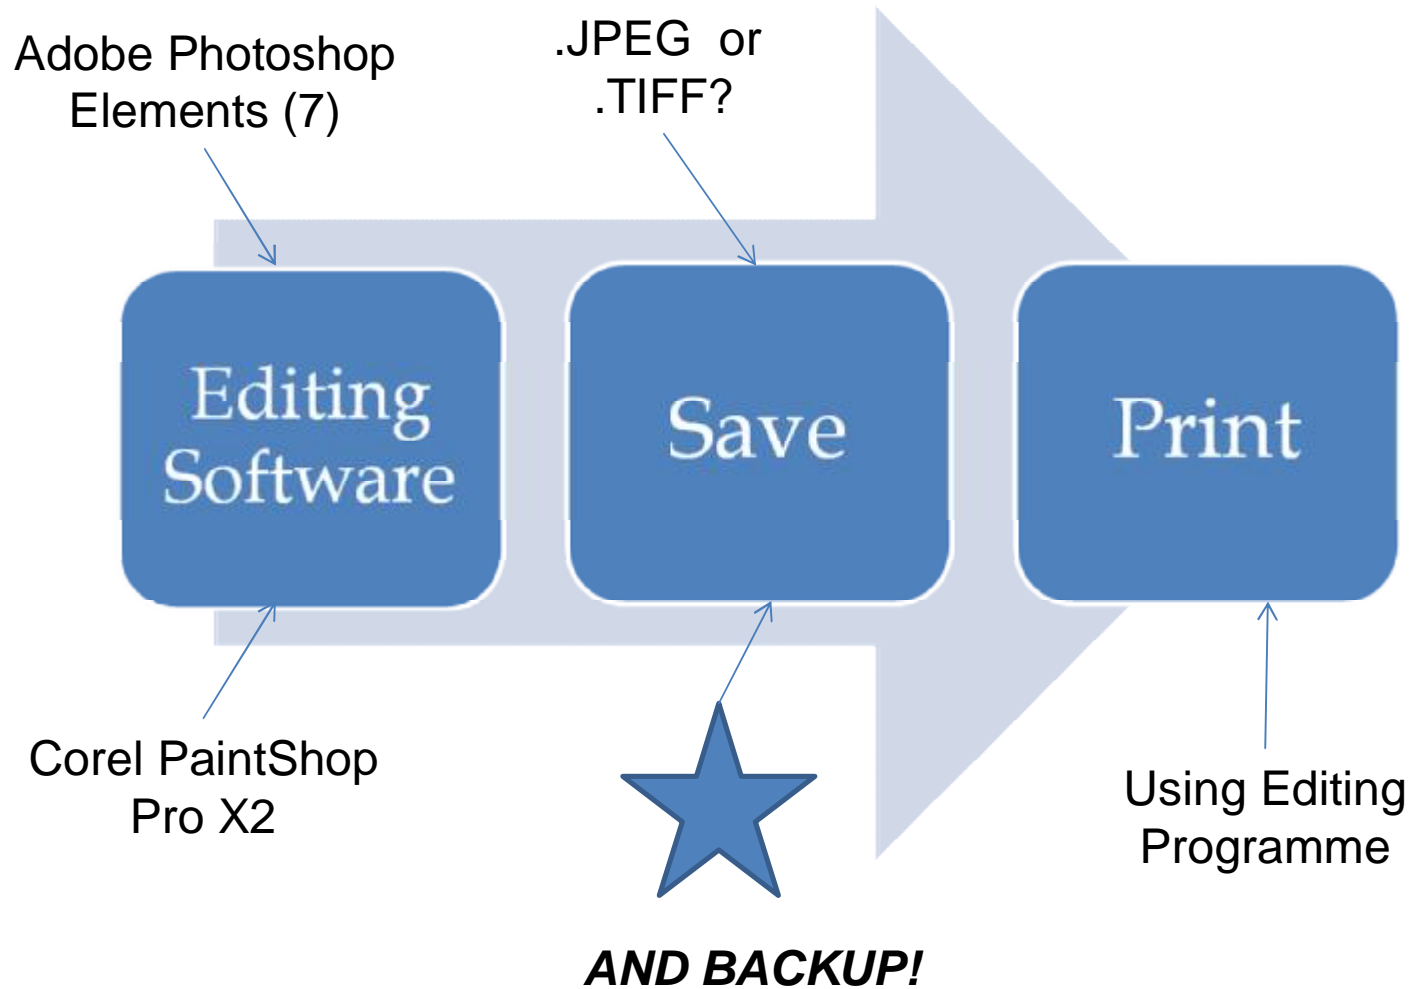 Adobe Photoshop
Elements (7)
.JPEG or
.TIFF?
Editing
Software
Save
Print
Corel PaintShop
Pro X2
Using Editing
Programme
AND BACKUP!